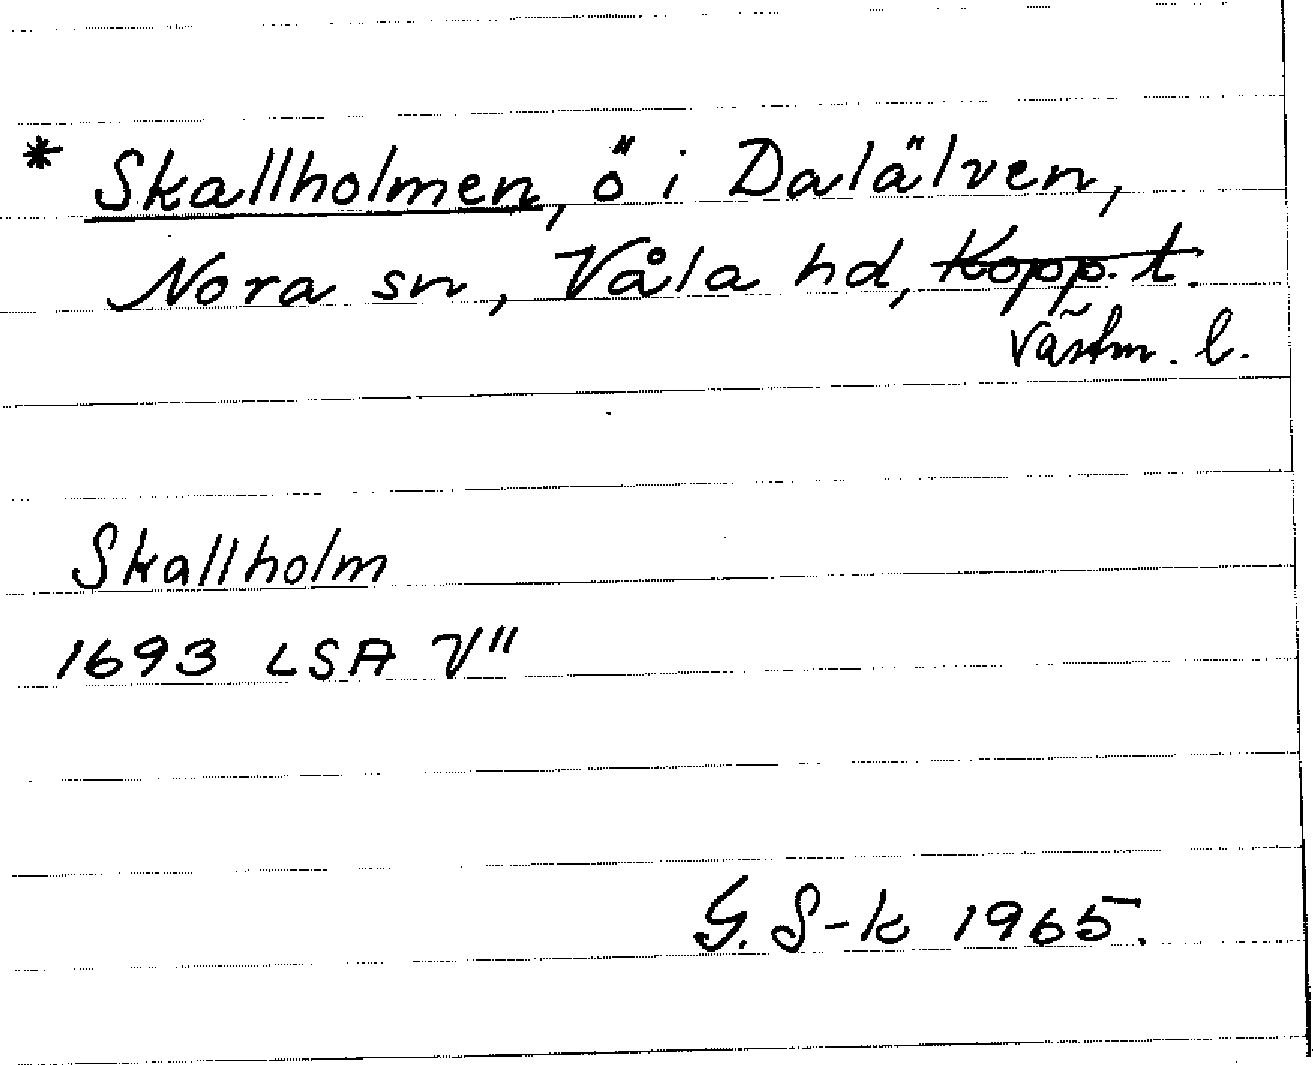 * Skallholmen, ö i Dalälven,
Nora sn, Våla hd, Kopp. l.
Västm. l.
Skallholm
1693 LSA V"
G. S-k 1965.